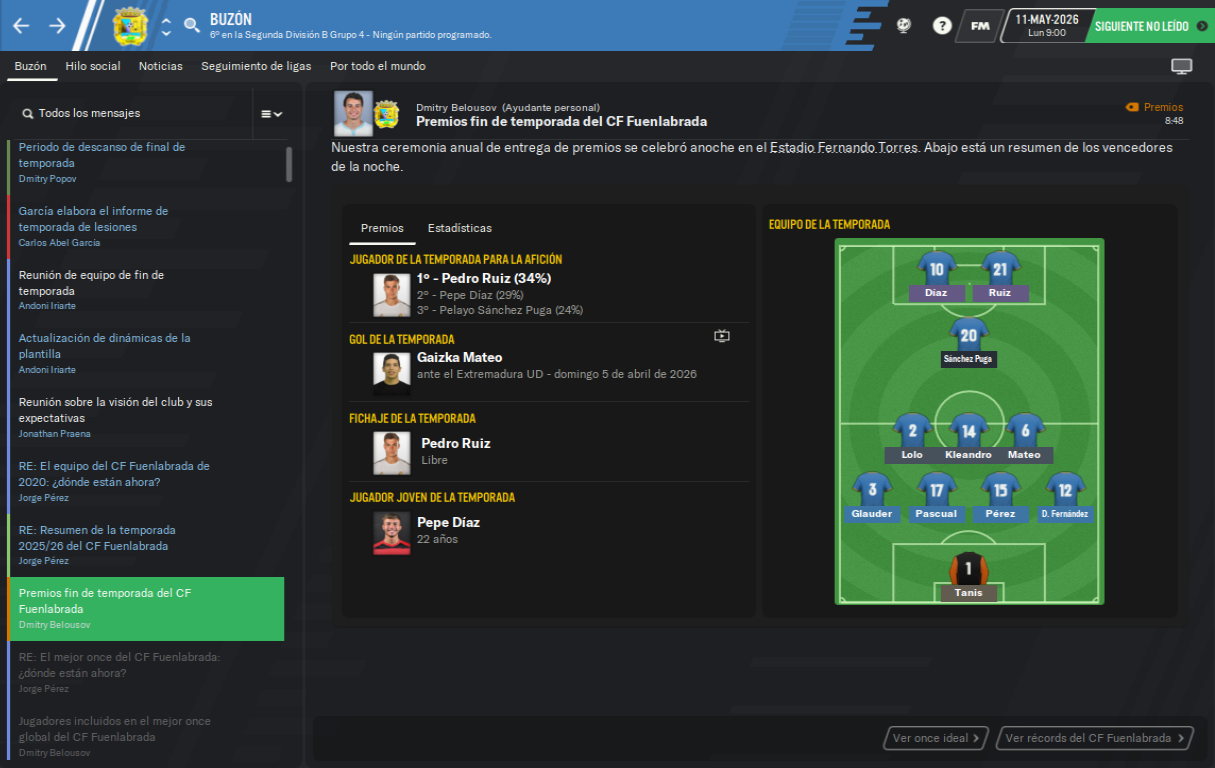 BUZÓN
6º en la Segunda División B Grupo 4 - Ningún partido programado.
?
FM
11-MAY-2026
Lun 9:00
SIGUIENTE NO LEÍDO
Buzón
Hilo social
Noticias
Seguimiento de ligas
Por todo el mundo
Todos los mensajes
Periodo de descanso de final de
temporada
Dmitry Popov
García elabora el informe de
temporada de lesiones
Carlos Abel García
Reunión de equipo de fin de
temporada
Andoni Iriarte
Actualización de dinámicas de la
plantilla
Andoni Iriarte
Reunión sobre la visión del club y sus
expectativas
Jonathan Praena
RE: El equipo del CF Fuenlabrada de
2020: ¿dónde están ahora?
Jorge Pérez
RE: Resumen de la temporada
2025/26 del CF Fuenlabrada
Jorge Pérez
Premios fin de temporada del CF
Fuenlabrada
Dmitry Belousov
RE: El mejor once del CF Fuenlabrada:
¿dónde están ahora?
Jorge Pérez
Jugadores incluidos en el mejor once
global del CF Fuenlabrada
Dmitry Belousov
Dmitry Belousov (Ayudante personal)
Premios fin de temporada del CF Fuenlabrada
Premios
8:48
Nuestra ceremonia anual de entrega de premios se celebró anoche en el Estadio Fernando Torres. Abajo está un resumen de los vencedores
de la noche.
Premios
Estadísticas
JUGADOR DE LA TEMPORADA PARA LA AFICIÓN
1º - Pedro Ruiz (34%)
2º - Pepe Díaz (29%)
3º - Pelayo Sánchez Puga (24%)
GOL DE LA TEMPORADA
Gaizka Mateo
ante el Extremadura UD - domingo 5 de abril de 2026
FICHAJE DE LA TEMPORADA
Pedro Ruiz
Libre
JUGADOR JOVEN DE LA TEMPORADA
Pepe Díaz
22 años
EQUIPO DE LA TEMPORADA
10 21
Díaz Ruiz
20
Sánchez Puga
2 14 6
Lolo Kleandro Mateo
3 17 15 12
Glauder Pascual Pérez D. Fernández
1
Tanis
Ver once ideal
Ver récords del CF Fuenlabrada